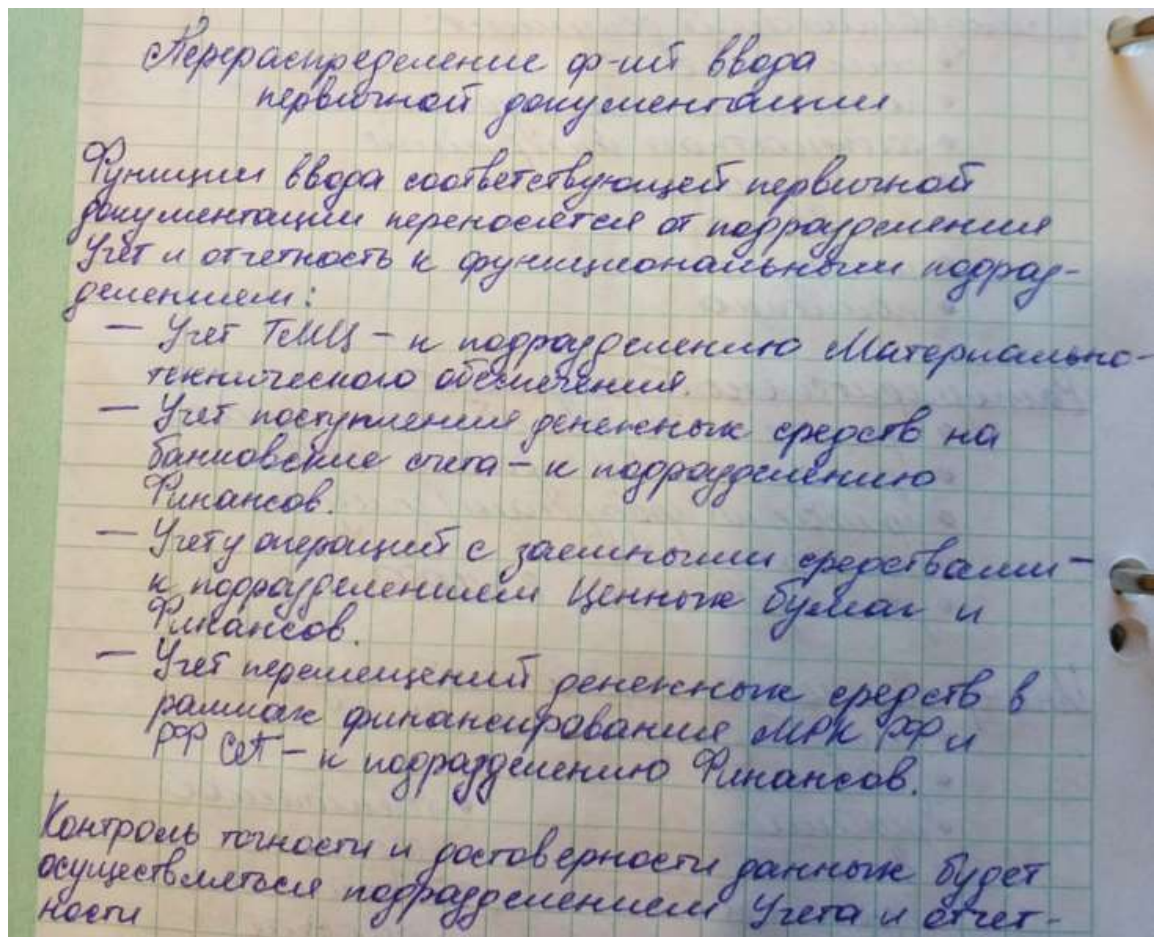 Перераспределение ф-ий ввода
первичной документации
Функции ввода соответствующей первичной
документации переносятся от подразделения
Учет и отчетность к функциональным подраз-
делениям:
— Учет ТМЦ – к подразделению Материально-
технического обеспечения.
— Учет поступления денежных средств на
банковские счета – к подразделению
Финансов.
— Учету операций с заемными средствами –
к подразделениям Ценных бумаг и
Финансов.
— Учет перемещений денежных средств в
рамках финансирования МРК РФ и
РФ – к подразделению Финансов.
Контроль точности и достоверности данных будет
осуществляться подразделением Учета и отчет-
ности